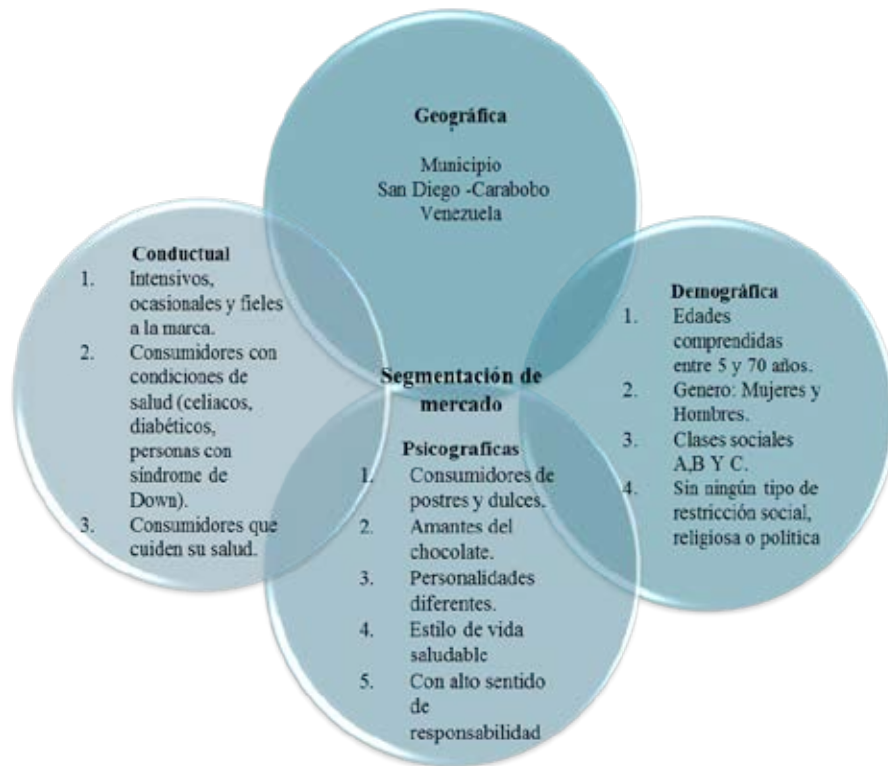 Geográfica
Municipio
San Diego -Carabobo
Venezuela
Conductual
1. Intensivos,
ocasionales y fieles
a la marca.
2. Consumidores con
condiciones de
salud (celiacos,
diabéticos,
personas con
síndrome de
Down).
3. Consumidores que
cuiden su salud.
Demográfica
1. Edades
comprendidas
entre 5 y 70 años.
2. Genero: Mujeres y
Hombres.
3. Clases sociales
A,B Y C.
4. Sin ningún tipo de
restricción social,
religiosa o política
Segmentación de
mercado
Psicograficas
1. Consumidores de
postres y dulces.
2. Amantes del
chocolate.
3. Personalidades
diferentes.
4. Estilo de vida
saludable
5. Con alto sentido
de
responsabilidad